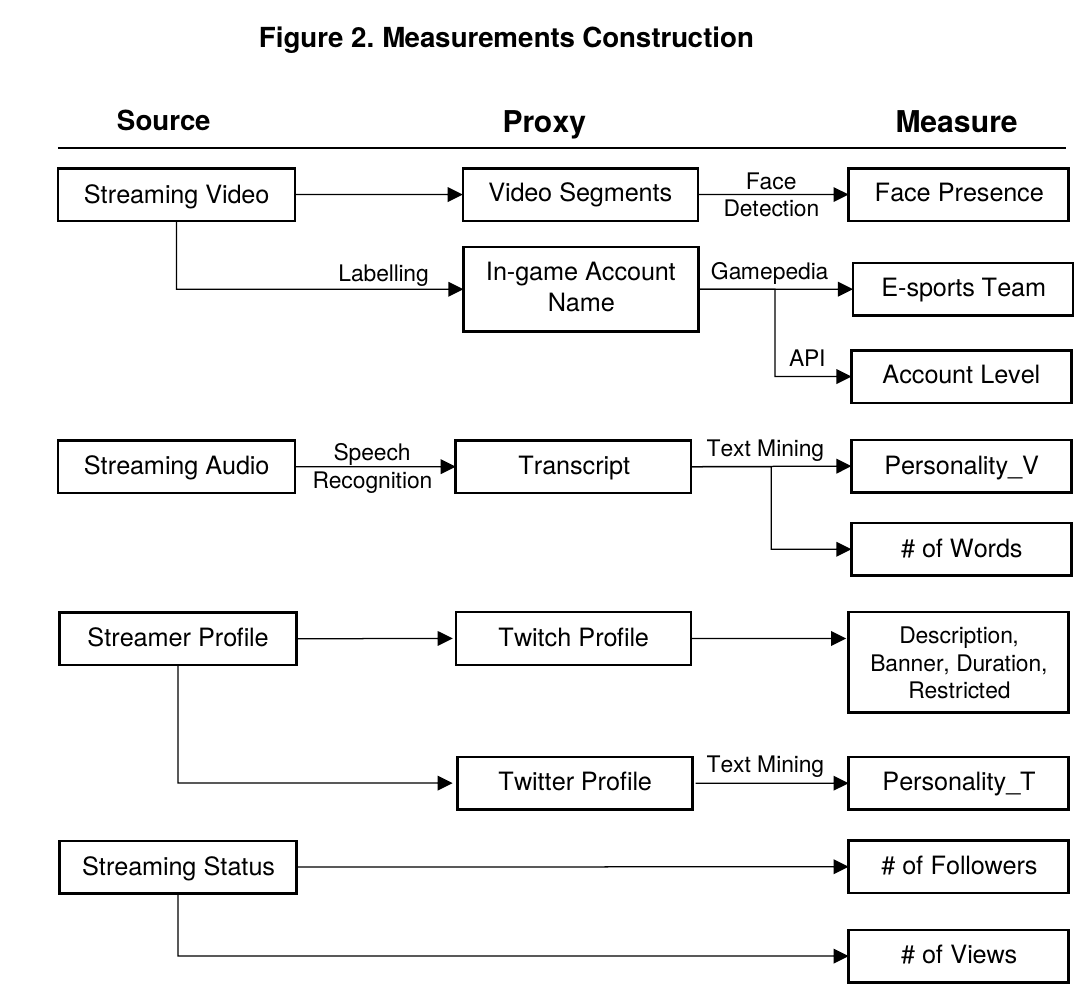 Figure 2. Measurements Construction
Source
Proxy
Measure
Streaming Video
Video Segments
Face
Detection
Face Presence
Labelling
In-game Account
Name
Gamepedia
E-sports Team
API
Account Level
Streaming Audio
Speech
Recognition
Transcript
Text Mining
Personality_V
# of Words
Streamer Profile
Twitch Profile
Description,
Banner, Duration,
Restricted
Twitter Profile
Text Mining
Personality_T
Streaming Status
# of Followers
# of Views